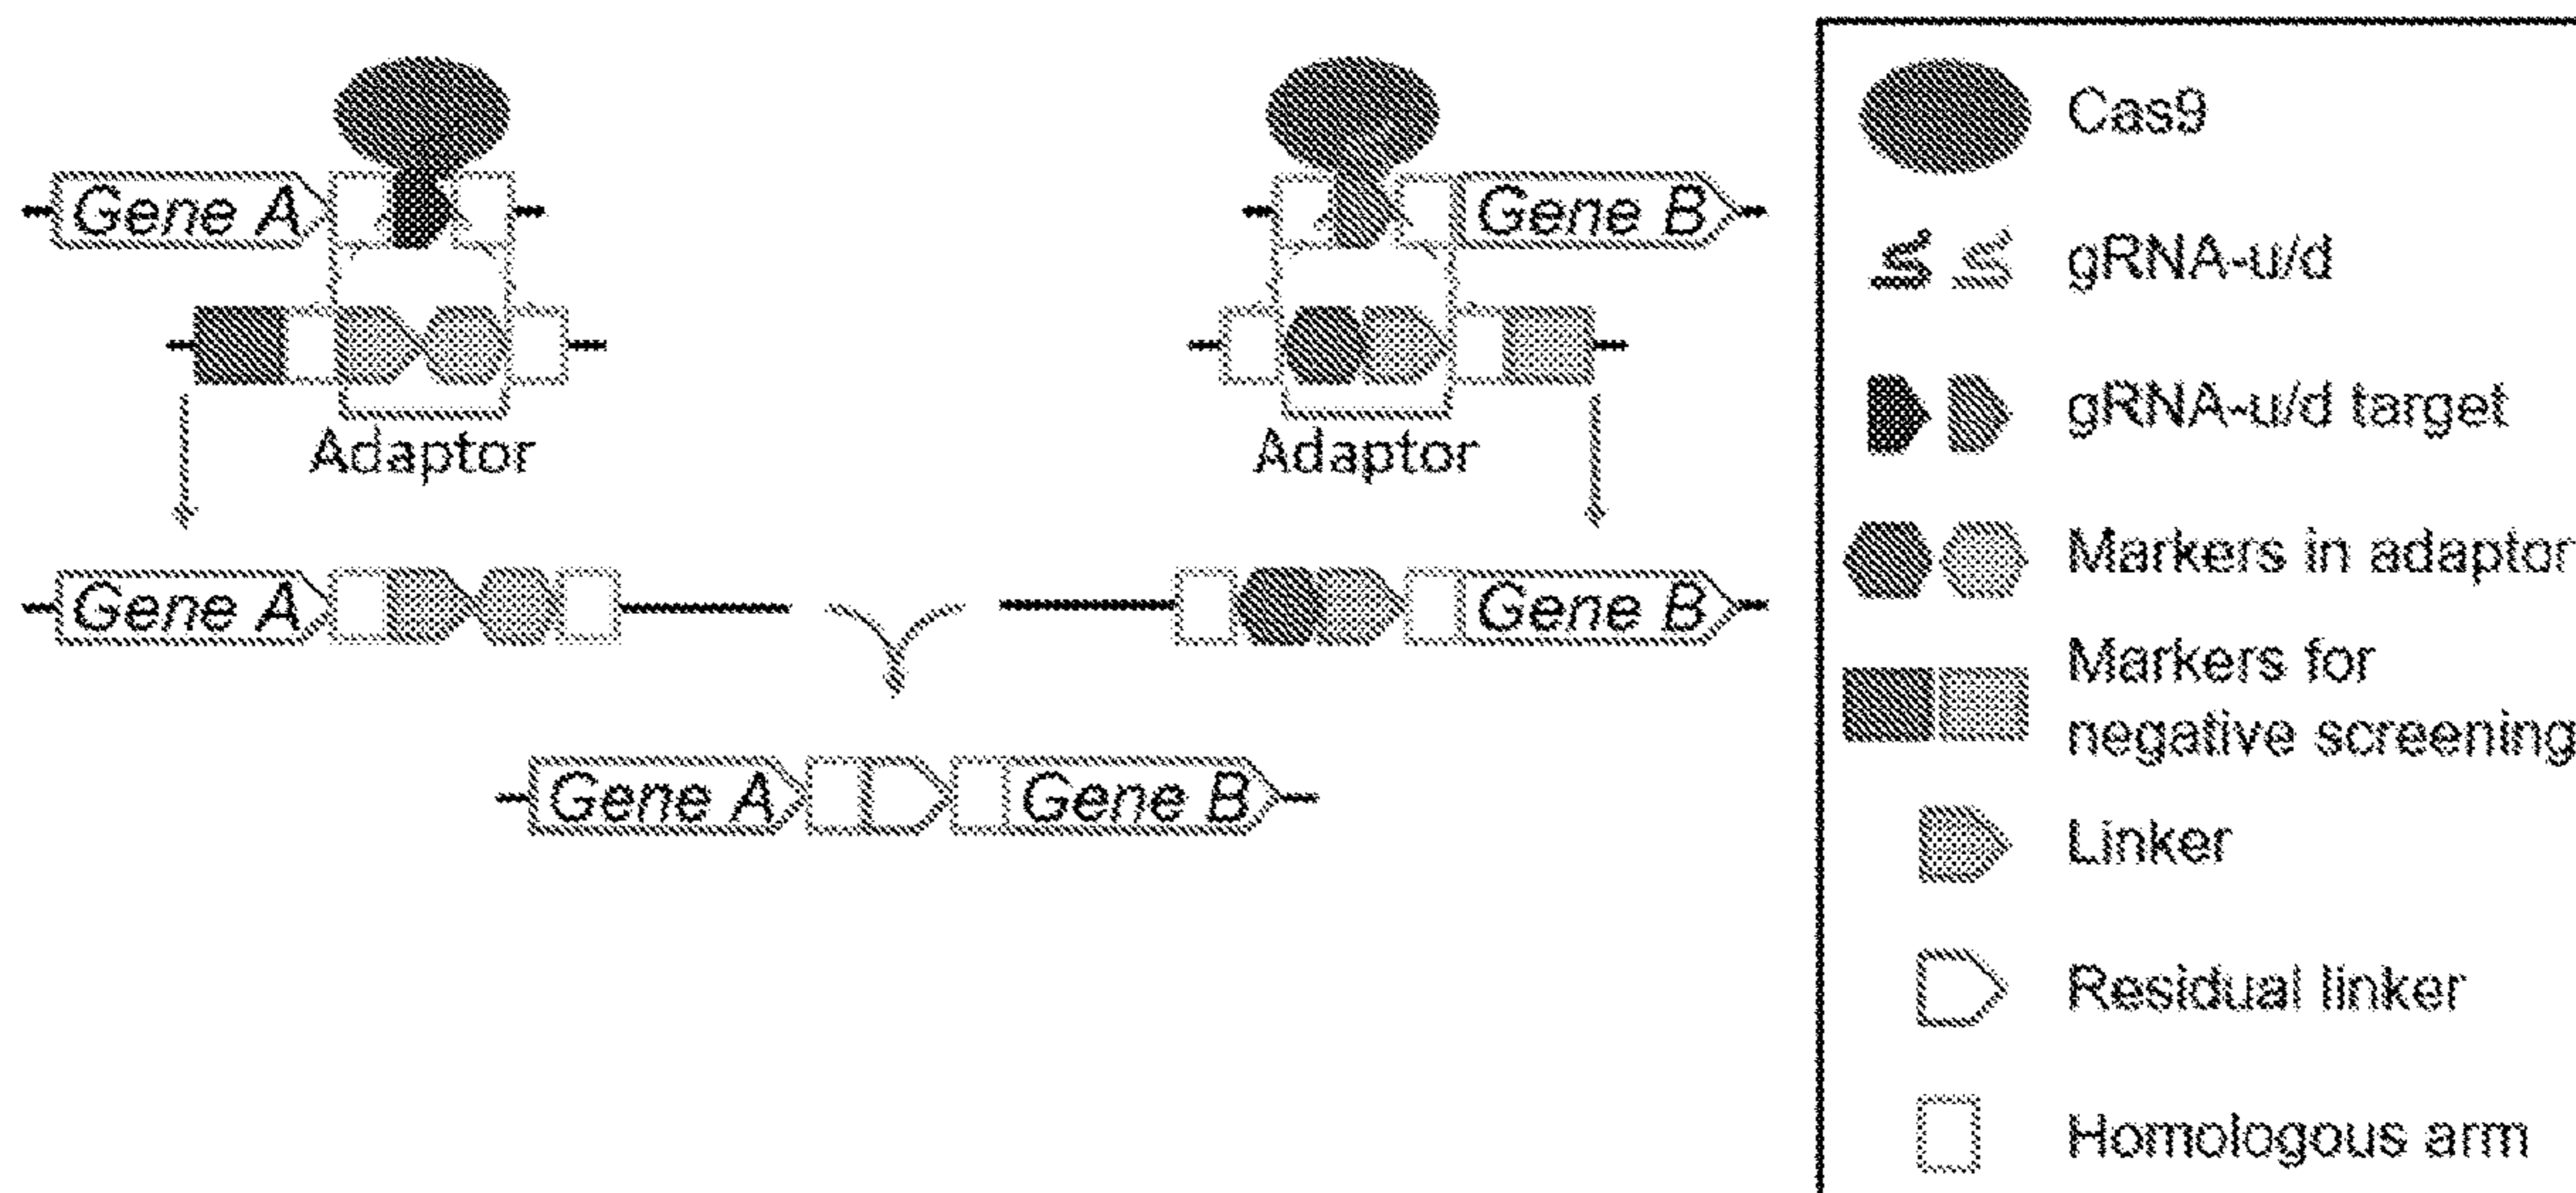 Gene A
Gene B
Adaptor
Adaptor
Gene A
Gene B
Gene A
Gene B
Cas9
gRNA-u/d
gRNA-u/d target
Markers in adaptor
Markers for
negative screening
Linker
Residual linker
Homologous arm